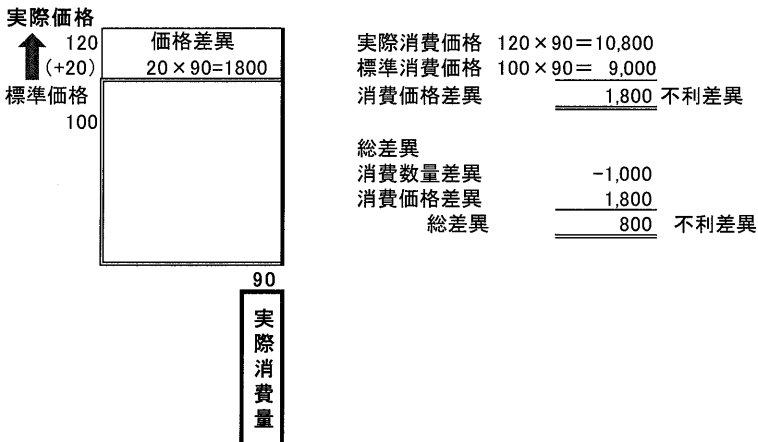 実際価格
120
(+20)
標準価格
100
価格差異
20×90=1800
90
実際消費量
実際消費価格 120×90=10,800
標準消費価格 100×90= 9,000
消費価格差異 1,800 不利差異
総差異
消費数量差異 -1,000
消費価格差異 1,800
総差異 800 不利差異